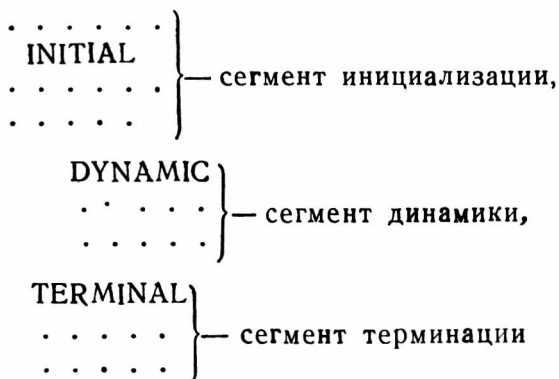 . . . . . .
INITIAL
. . . . . . — сегмент инициализации,
. . . . .
DYNAMIC
. . . . . — сегмент динамики,
. . . . .
TERMINAL
. . . . . — сегмент терминации
. . . . .